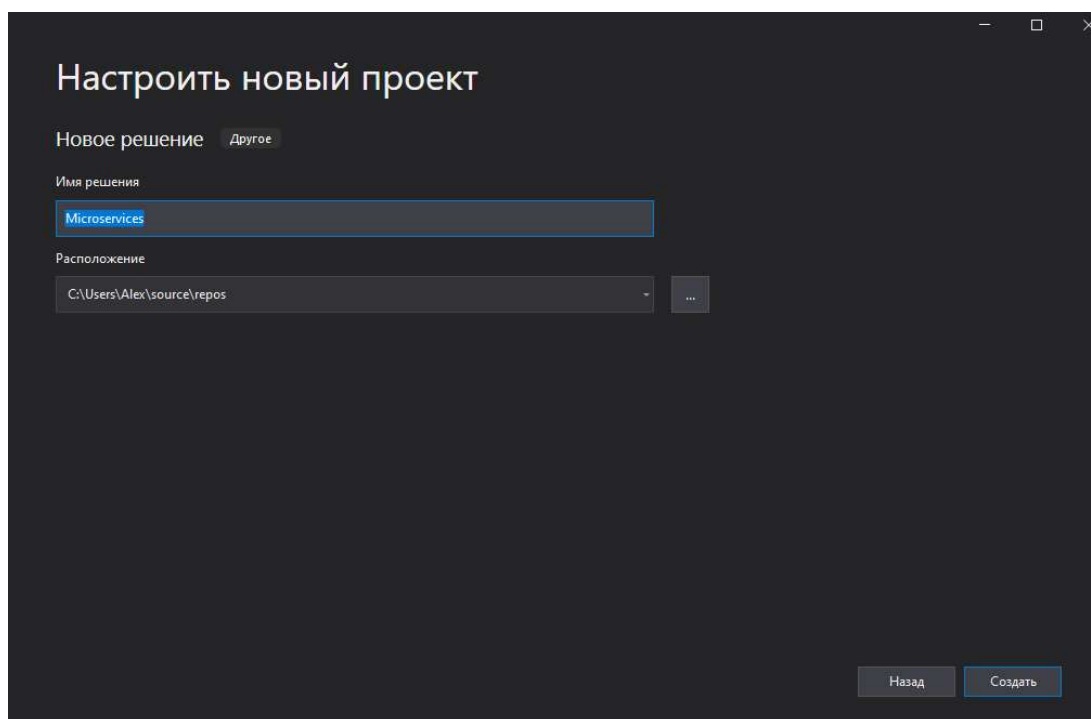 Настроить новый проект
Новое решение Другое
Имя решения
Microservices
Расположение
C:\Users\Alex\source\repos ...
Назад Создать